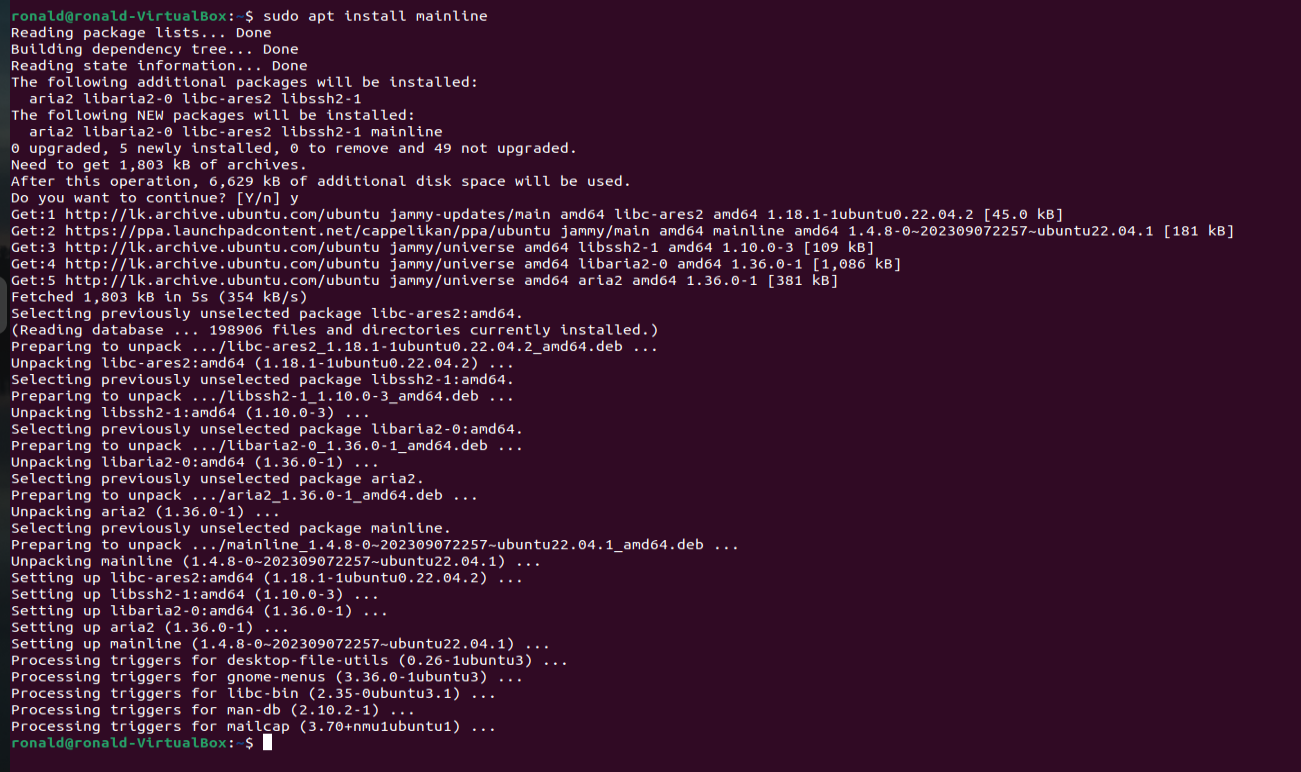 ronald@ronald-VirtualBox:~$ sudo apt install mainline
Reading package lists... Done
Building dependency tree... Done
Reading state information... Done
The following additional packages will be installed:
  aria2 libaria2-0 libc-ares2 libssh2-1
The following NEW packages will be installed:
  aria2 libaria2-0 libc-ares2 libssh2-1 mainline
0 upgraded, 5 newly installed, 0 to remove and 49 not upgraded.
Need to get 1,803 kB of archives.
After this operation, 6,629 kB of additional disk space will be used.
Do you want to continue? [Y/n] y
Get:1 http://lk.archive.ubuntu.com/ubuntu jammy-updates/main amd64 libc-ares2 amd64 1.18.1-1ubuntu0.22.04.2 [45.0 kB]
Get:2 https://ppa.launchpadcontent.net/cappelikan/ppa/ubuntu jammy/main amd64 mainline amd64 1.4.8-0~202309072257~ubuntu22.04.1 [181 kB]
Get:3 http://lk.archive.ubuntu.com/ubuntu jammy/universe amd64 libssh2-1 amd64 1.10.0-3 [109 kB]
Get:4 http://lk.archive.ubuntu.com/ubuntu jammy/universe amd64 libaria2-0 amd64 1.36.0-1 [1,086 kB]
Get:5 http://lk.archive.ubuntu.com/ubuntu jammy/universe amd64 aria2 amd64 1.36.0-1 [381 kB]
Fetched 1,803 kB in 5s (354 kB/s)
Selecting previously unselected package libc-ares2:amd64.
(Reading database ... 198906 files and directories currently installed.)
Preparing to unpack .../libc-ares2_1.18.1-1ubuntu0.22.04.2_amd64.deb ...
Unpacking libc-ares2:amd64 (1.18.1-1ubuntu0.22.04.2) ...
Selecting previously unselected package libssh2-1:amd64.
Preparing to unpack .../libssh2-1_1.10.0-3_amd64.deb ...
Unpacking libssh2-1:amd64 (1.10.0-3) ...
Selecting previously unselected package libaria2-0:amd64.
Preparing to unpack .../libaria2-0_1.36.0-1_amd64.deb ...
Unpacking libaria2-0:amd64 (1.36.0-1) ...
Selecting previously unselected package aria2.
Preparing to unpack .../aria2_1.36.0-1_amd64.deb ...
Unpacking aria2 (1.36.0-1) ...
Selecting previously unselected package mainline.
Preparing to unpack .../mainline_1.4.8-0~202309072257~ubuntu22.04.1_amd64.deb ...
Unpacking mainline (1.4.8-0~202309072257~ubuntu22.04.1) ...
Setting up libc-ares2:amd64 (1.18.1-1ubuntu0.22.04.2) ...
Setting up libssh2-1:amd64 (1.10.0-3) ...
Setting up libaria2-0:amd64 (1.36.0-1) ...
Setting up aria2 (1.36.0-1) ...
Setting up mainline (1.4.8-0~202309072257~ubuntu22.04.1) ...
Processing triggers for desktop-file-utils (0.26-1ubuntu3) ...
Processing triggers for gnome-menus (3.36.0-1ubuntu3) ...
Processing triggers for libc-bin (2.35-0ubuntu3.1) ...
Processing triggers for man-db (2.10.2-1) ...
Processing triggers for mailcap (3.70+nmu1ubuntu1) ...
ronald@ronald-VirtualBox:~$